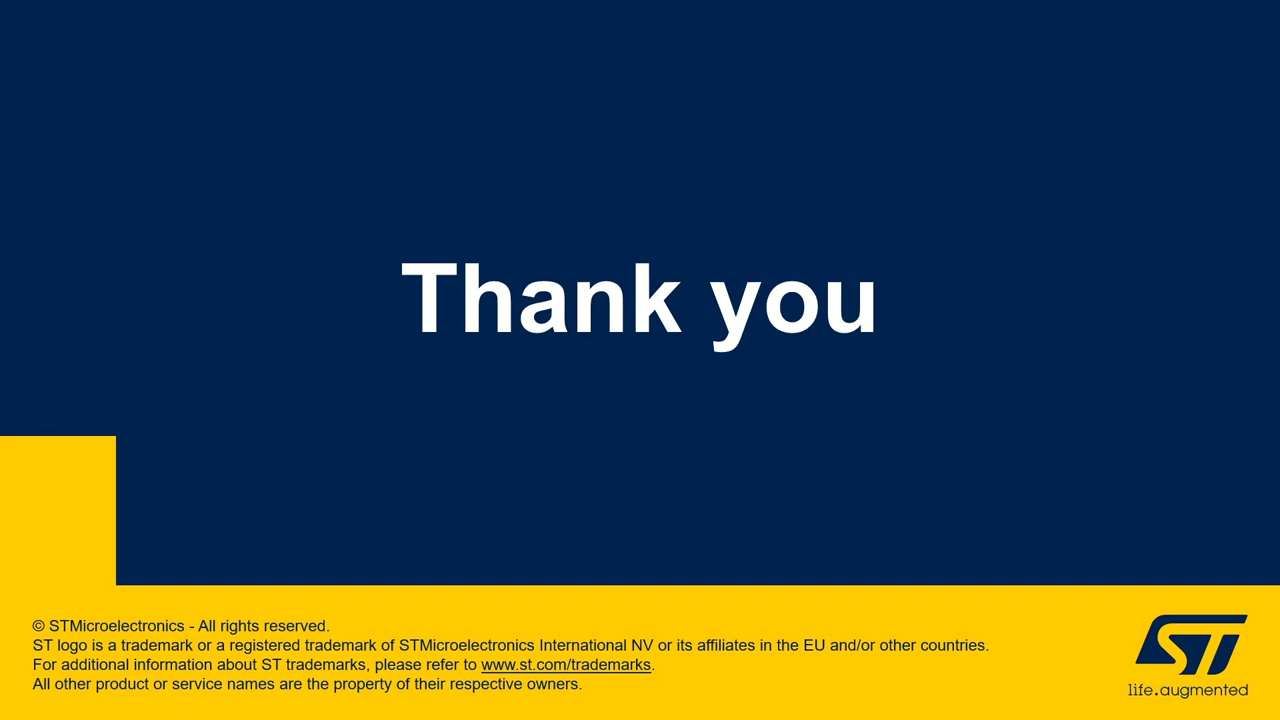 Thank you
© STMicroelectronics - All rights reserved.
ST logo is a trademark or a registered trademark of STMicroelectronics International NV or its affiliates in the EU and/or other countries.
For additional information about ST trademarks, please refer to www.st.com/trademarks.
All other product or service names are the property of their respective owners.
ST
life.augmented